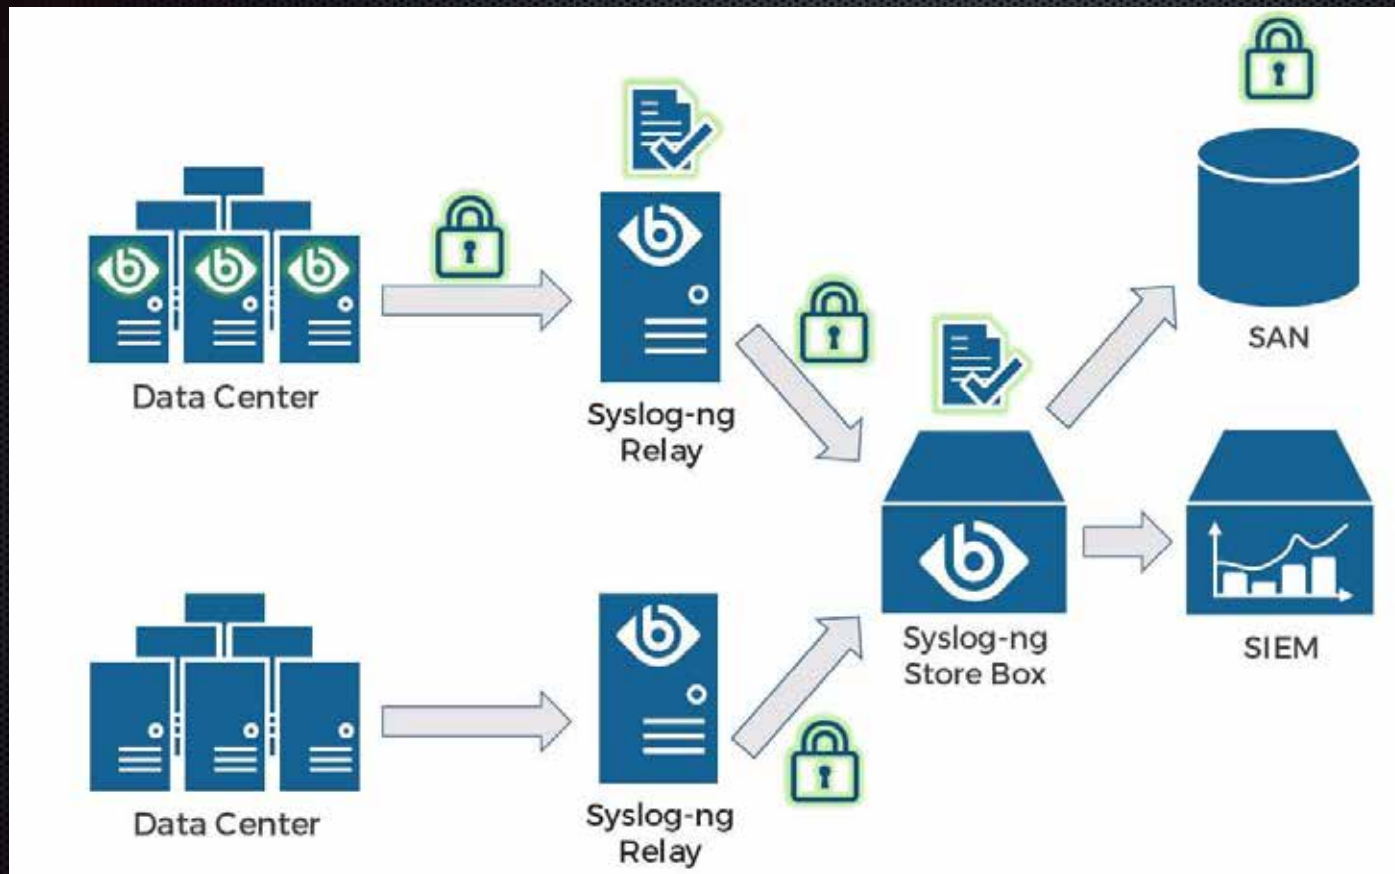 Data Center
Syslog-ng
Relay
SAN
Syslog-ng
Store Box
SIEM
Data Center
Syslog-ng
Relay